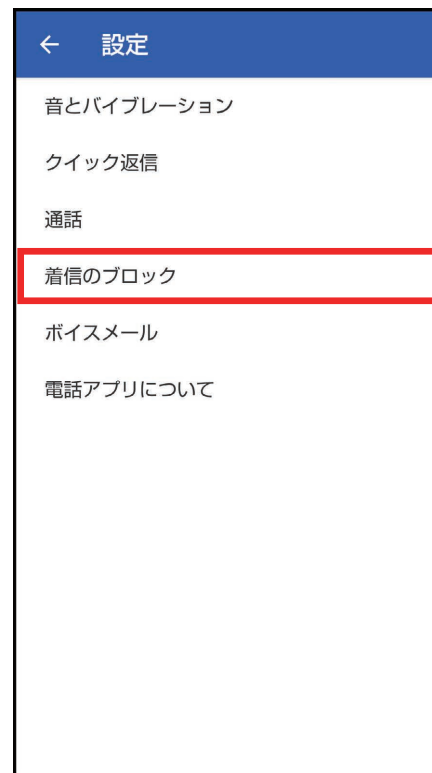 設定
音とバイブレーション
クイック返信
通話
着信のブロック
ボイスメール
電話アプリについて